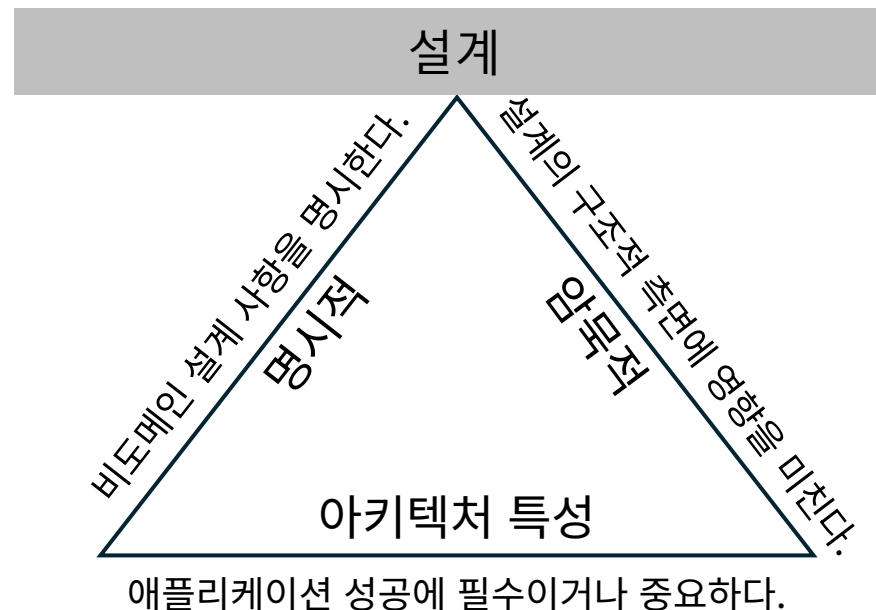 설계
비도메인 설계 사항을 명시한다.
설계의 구조적 측면에 영향을 미친다.
명시적
암묵적
아키텍처 특성
애플리케이션 성공에 필수이거나 중요하다.